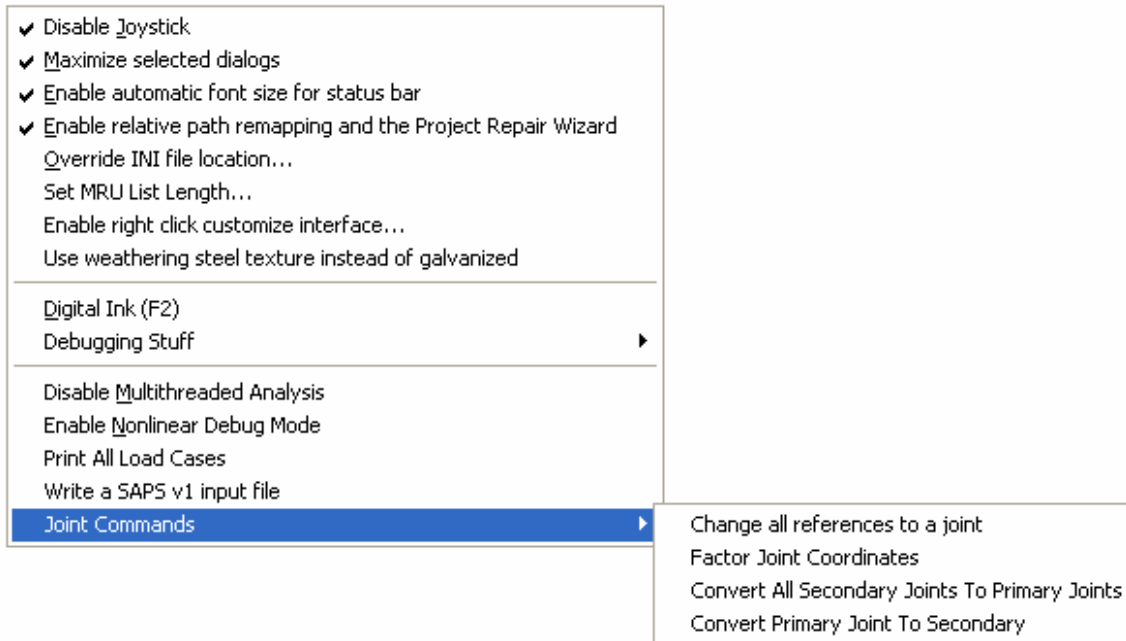 Disable Joystick
Maximize selected dialogs
Enable automatic font size for status bar
Enable relative path remapping and the Project Repair Wizard
Override INI file location...
Set MRU List Length...
Enable right click customize interface...
Use weathering steel texture instead of galvanized
Digital Ink (F2)
Debugging Stuff
Disable Multithreaded Analysis
Enable Nonlinear Debug Mode
Print All Load Cases
Write a SAPS v1 input file
Joint Commands
Change all references to a joint
Factor Joint Coordinates
Convert All Secondary Joints To Primary Joints
Convert Primary Joint To Secondary